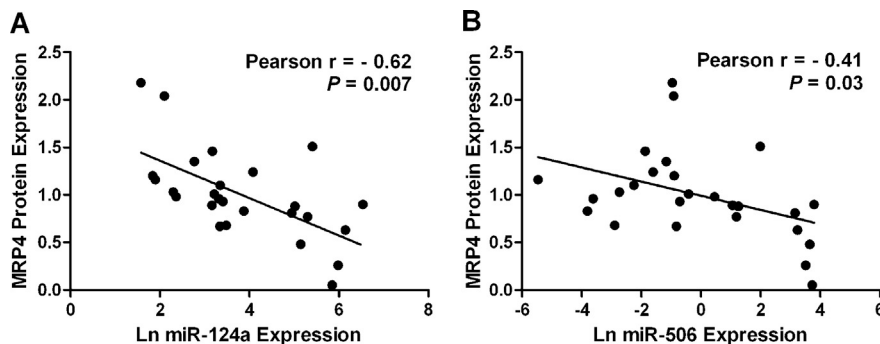 A
Pearson r = - 0.62
P = 0.007
MRP4 Protein Expression
2.5
2.0
1.5
1.0
0.5
0.0
0 2 4 6 8
Ln miR-124a Expression
B
Pearson r = - 0.41
P = 0.03
MRP4 Protein Expression
2.5
2.0
1.5
1.0
0.5
0.0
-6 -4 -2 0 2 4 6
Ln miR-506 Expression